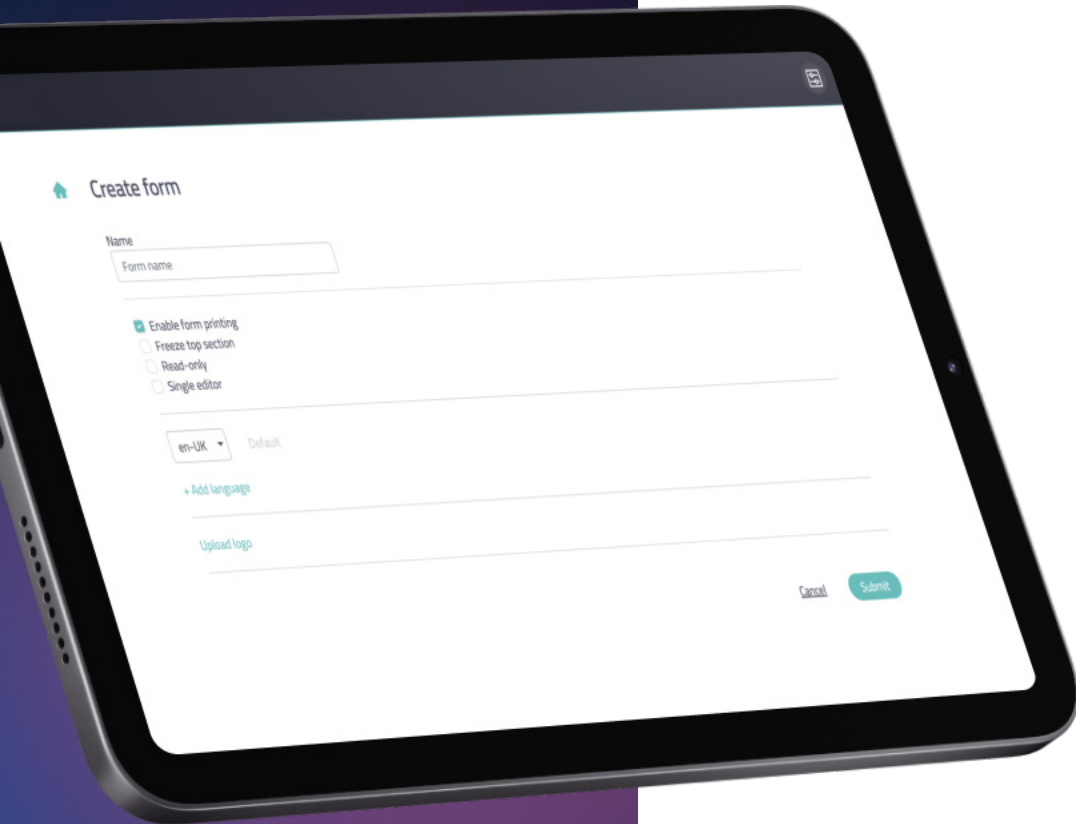 Create form
Name
Form name
Enable form printing
Freeze top section
Read-only
Single editor
en-UK
Default
+ Add language
Upload logo
Cancel
Submit